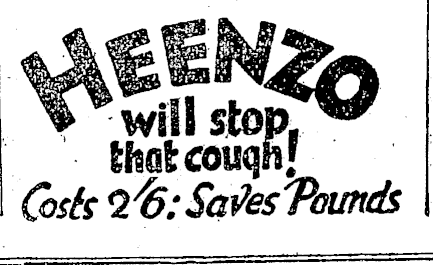 HEENZO
will stop
that cough!
Costs 2/6: Saves Pounds